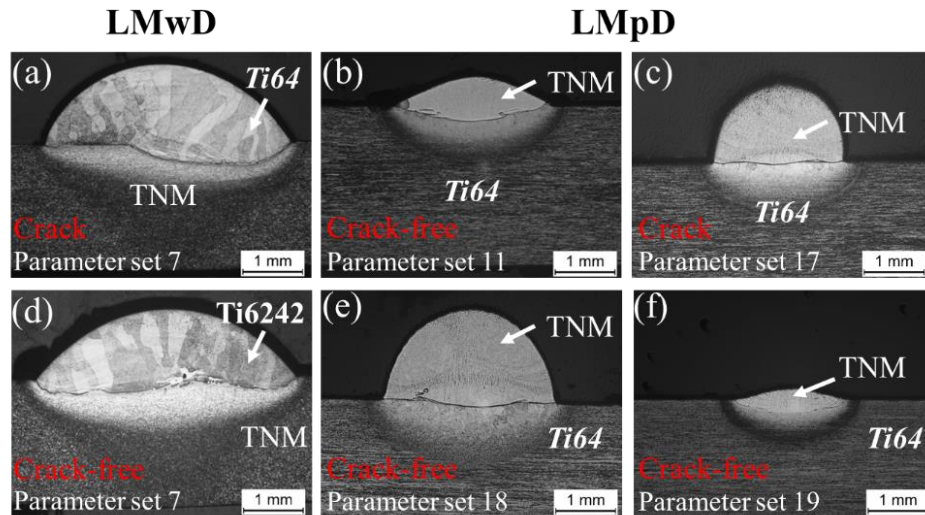 LMwD
LMpD
(a)
Ti64
TNM
Crack
Parameter set 7
1 mm
(b)
TNM
Ti64
Crack-free
Parameter set 11
1 mm
(c)
TNM
Ti64
Crack
Parameter set 17
1 mm
(d)
Ti6242
TNM
Crack-free
Parameter set 7
1 mm
(e)
TNM
Ti64
Crack-free
Parameter set 18
1 mm
(f)
TNM
Ti64
Crack-free
Parameter set 19
1 mm